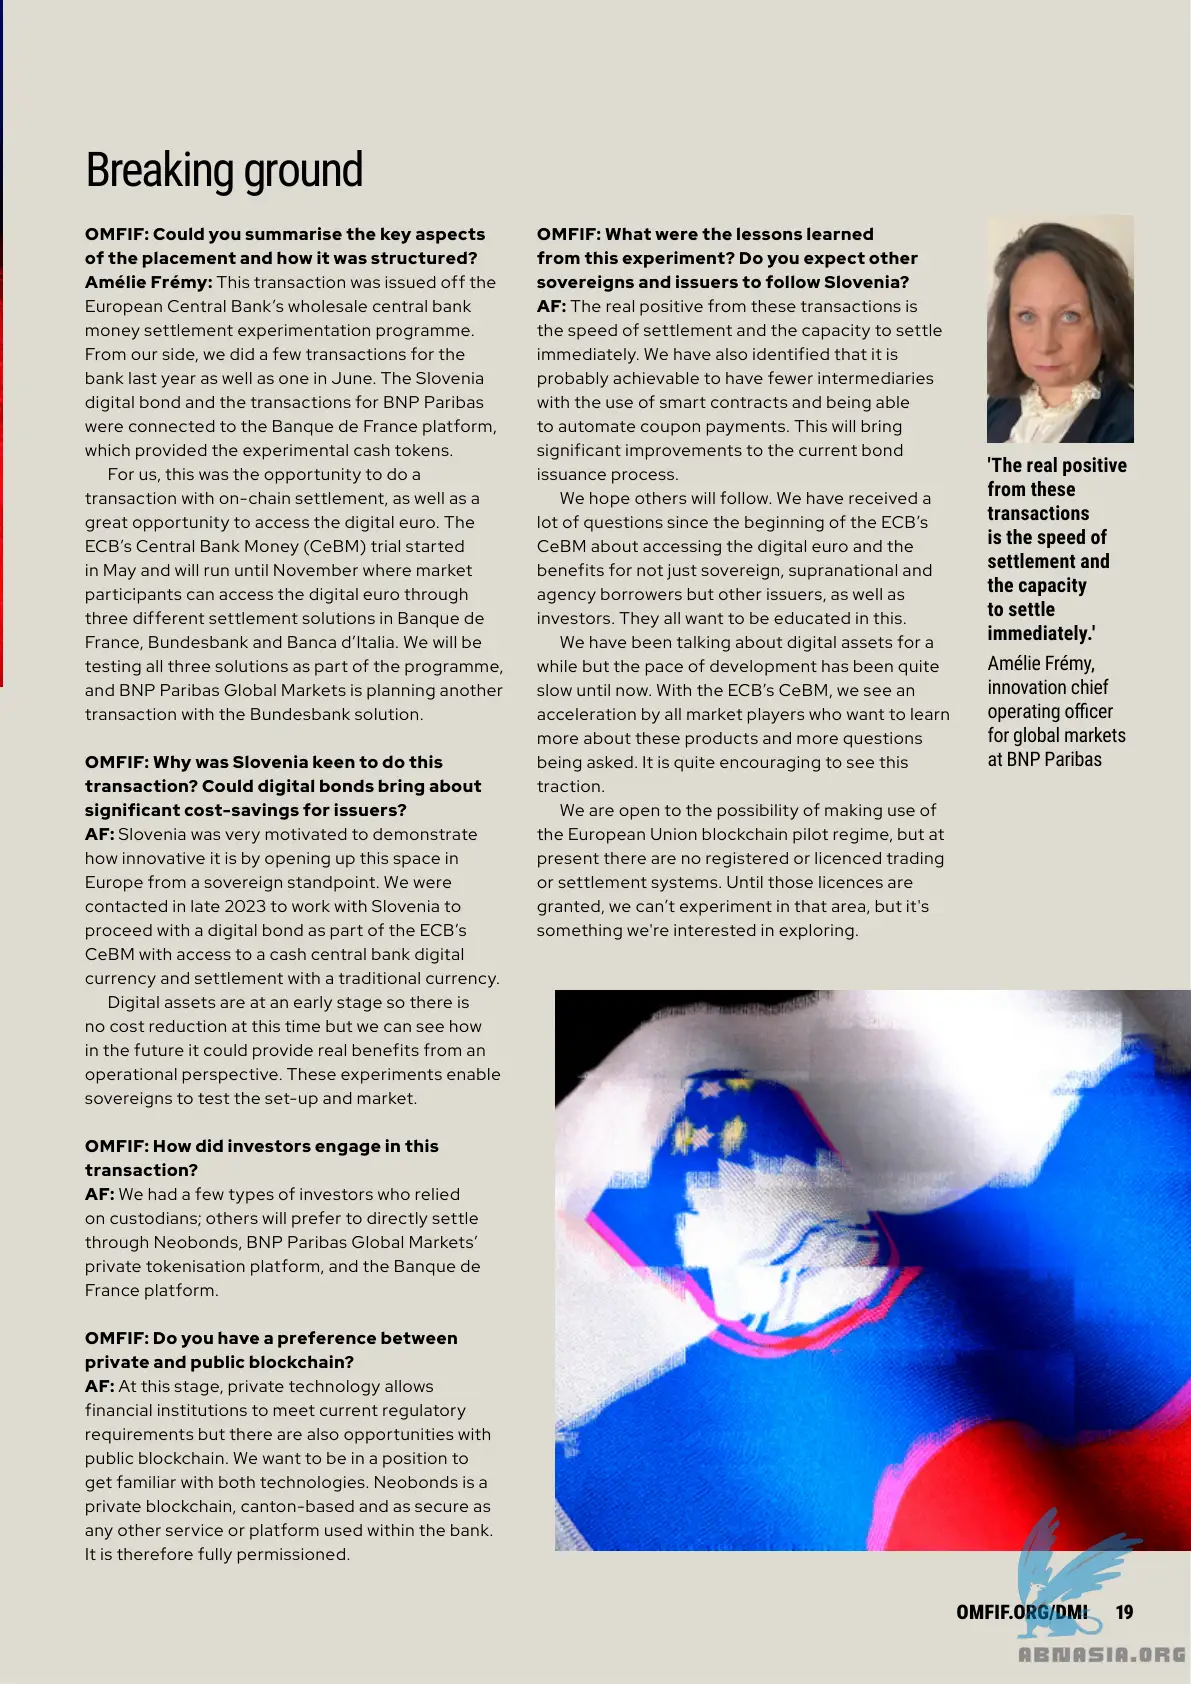 Breaking ground
OMFIF: Could you summarise the key aspects
of the placement and how it was structured?
Amélie Frémy: This transaction was issued off the
European Central Bank’s wholesale central bank
money settlement experimentation programme.
From our side, we did a few transactions for the
bank last year as well as one in June. The Slovenia
digital bond and the transactions for BNP Paribas
were connected to the Banque de France platform,
which provided the experimental cash tokens.
For us, this was the opportunity to do a
transaction with on-chain settlement, as well as a
great opportunity to access the digital euro. The
ECB’s Central Bank Money (CeBM) trial started
in May and will run until November where market
participants can access the digital euro through
three different settlement solutions in Banque de
France, Bundesbank and Banca d’Italia. We will be
testing all three solutions as part of the programme,
and BNP Paribas Global Markets is planning another
transaction with the Bundesbank solution.
OMFIF: Why was Slovenia keen to do this
transaction? Could digital bonds bring about
significant cost-savings for issuers?
AF: Slovenia was very motivated to demonstrate
how innovative it is by opening up this space in
Europe from a sovereign standpoint. We were
contacted in late 2023 to work with Slovenia to
proceed with a digital bond as part of the ECB’s
CeBM with access to a cash central bank digital
currency and settlement with a traditional currency.
Digital assets are at an early stage so there is
no cost reduction at this time but we can see how
in the future it could provide real benefits from an
operational perspective. These experiments enable
sovereigns to test the set-up and market.
OMFIF: How did investors engage in this
transaction?
AF: We had a few types of investors who relied
on custodians; others will prefer to directly settle
through Neobonds, BNP Paribas Global Markets’
private tokenisation platform, and the Banque de
France platform.
OMFIF: Do you have a preference between
private and public blockchain?
AF: At this stage, private technology allows
financial institutions to meet current regulatory
requirements but there are also opportunities with
public blockchain. We want to be in a position to
get familiar with both technologies. Neobonds is a
private blockchain, canton-based and as secure as
any other service or platform used within the bank.
It is therefore fully permissioned.
OMFIF: What were the lessons learned
from this experiment? Do you expect other
sovereigns and issuers to follow Slovenia?
AF: The real positive from these transactions is
the speed of settlement and the capacity to settle
immediately. We have also identified that it is
probably achievable to have fewer intermediaries
with the use of smart contracts and being able
to automate coupon payments. This will bring
significant improvements to the current bond
issuance process.
We hope others will follow. We have received a
lot of questions since the beginning of the ECB’s
CeBM about accessing the digital euro and the
benefits for not just sovereign, supranational and
agency borrowers but other issuers, as well as
investors. They all want to be educated in this.
We have been talking about digital assets for a
while but the pace of development has been quite
slow until now. With the ECB’s CeBM, we see an
acceleration by all market players who want to learn
more about these products and more questions
being asked. It is quite encouraging to see this
traction.
We are open to the possibility of making use of
the European Union blockchain pilot regime, but at
present there are no registered or licenced trading
or settlement systems. Until those licences are
granted, we can’t experiment in that area, but it's
something we're interested in exploring.
'The real positive
from these
transactions
is the speed of
settlement and
the capacity
to settle
immediately.'
Amélie Frémy,
innovation chief
operating officer
for global markets
at BNP Paribas
OMFIF.ORG/DMI 19
ABNASIA.ORG